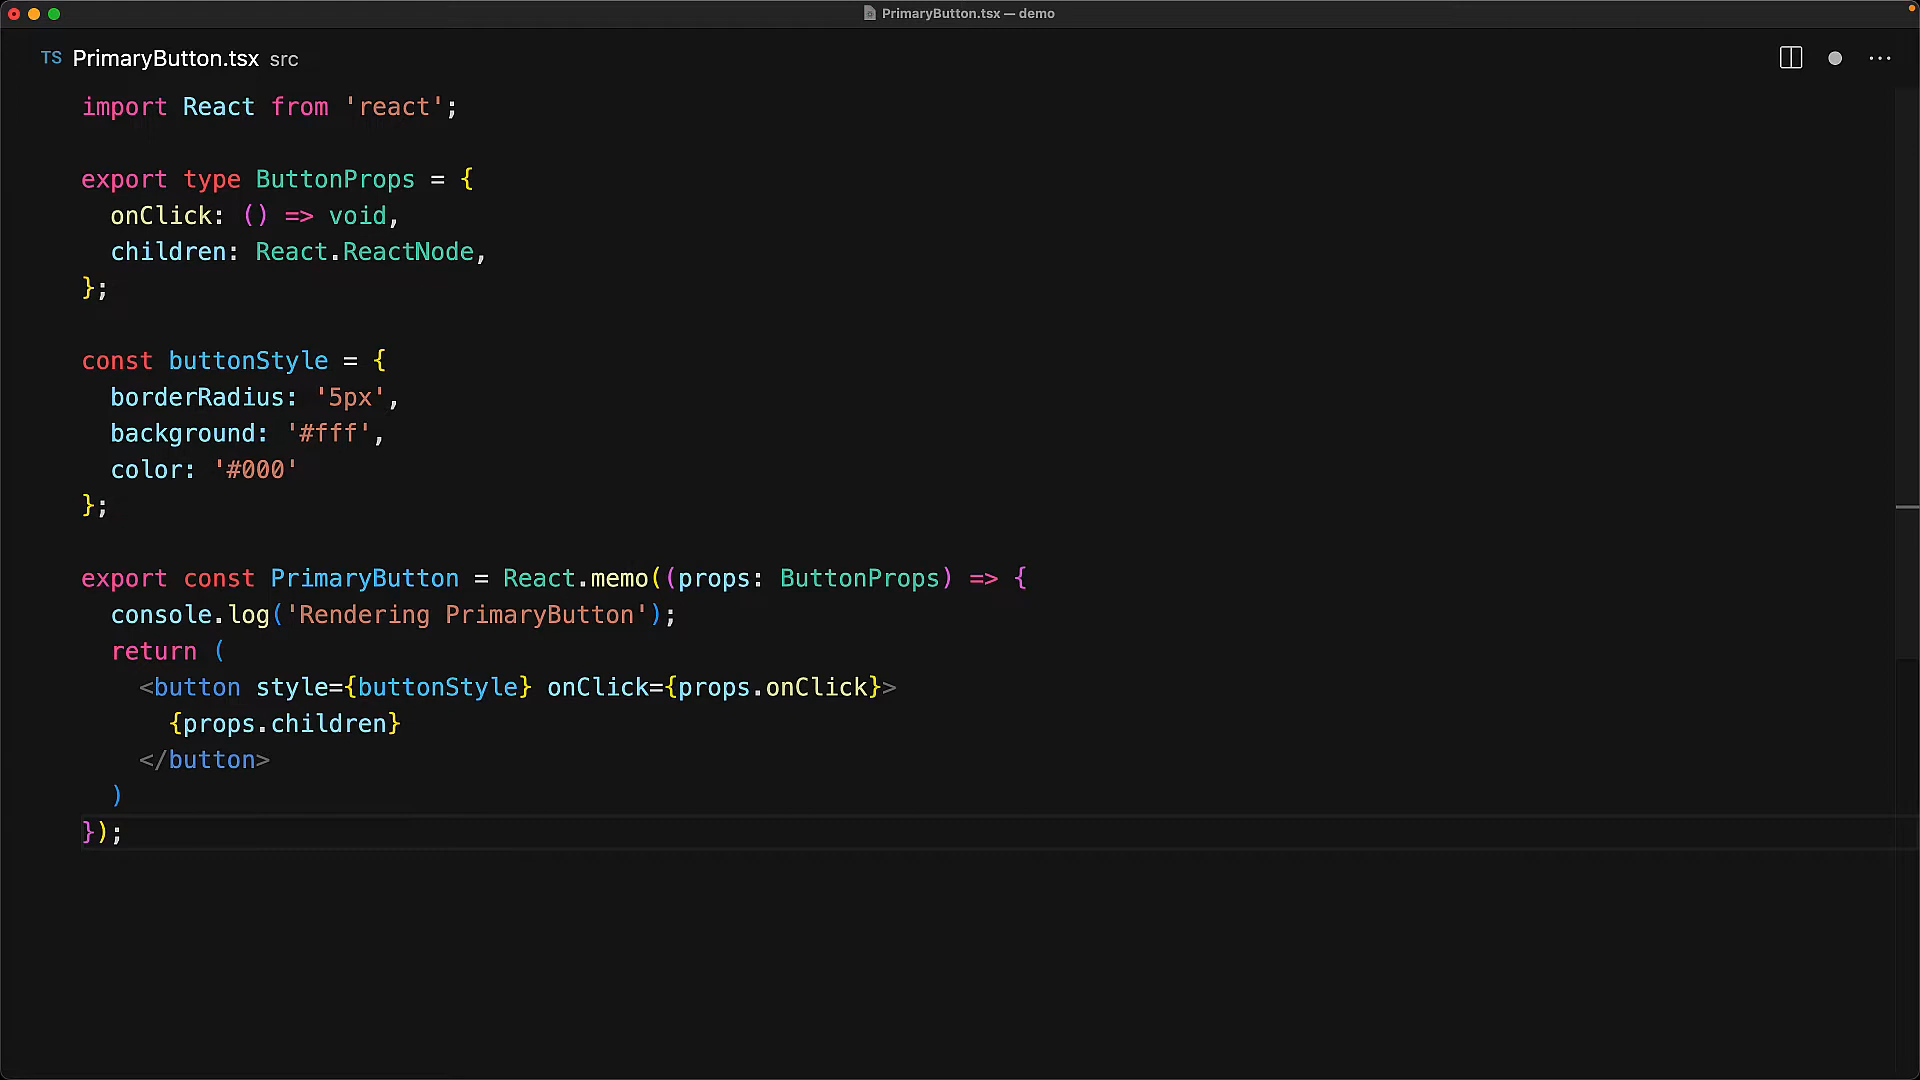 PrimaryButton.tsx — demo
TS PrimaryButton.tsx src
import React from 'react';
export type ButtonProps = {
  onClick: () => void,
  children: React.ReactNode,
};
const buttonStyle = {
  borderRadius: '5px',
  background: '#fff',
  color: '#000'
};
export const PrimaryButton = React.memo((props: ButtonProps) => {
  console.log('Rendering PrimaryButton');
  return (
    <button style={buttonStyle} onClick={props.onClick}>
      {props.children}
    </button>
  )
});